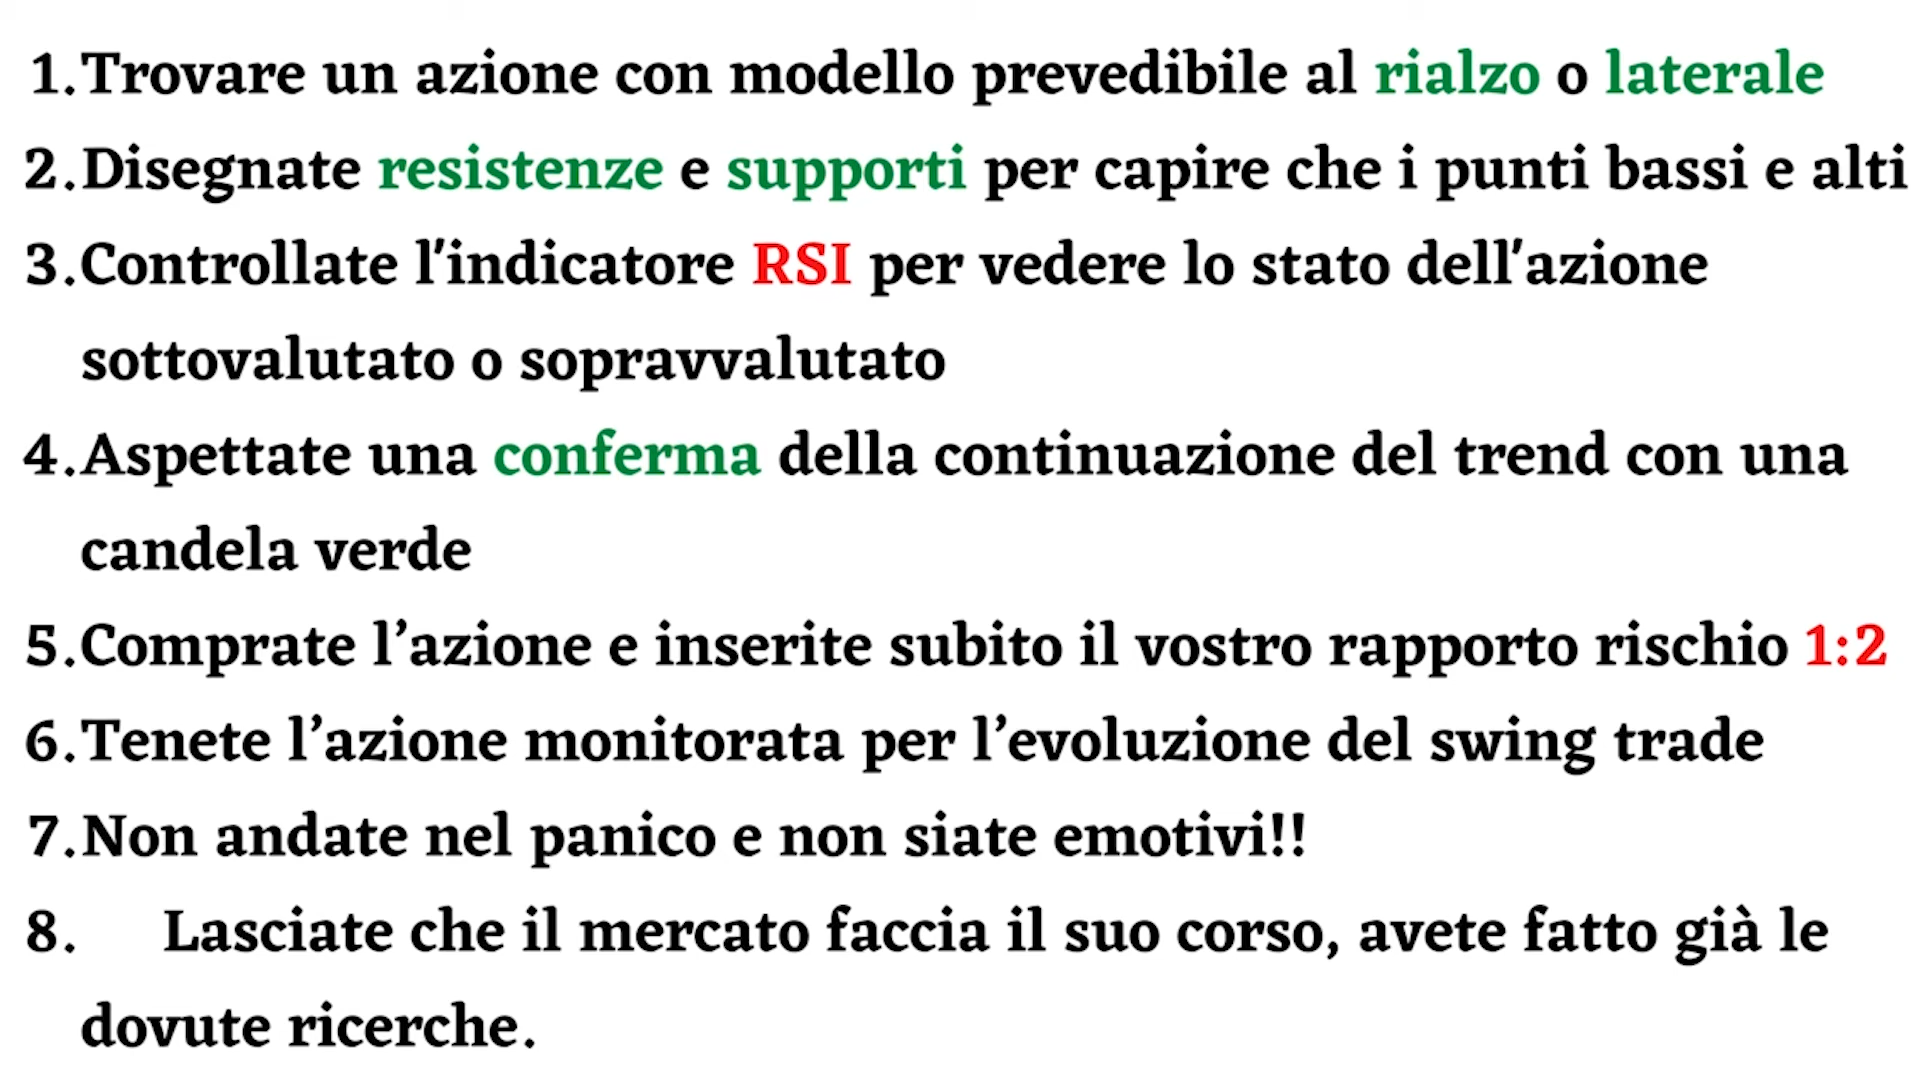 1.Trovare un azione con modello prevedibile al rialzo o laterale
2.Disegnate resistenze e supporti per capire che i punti bassi e alti
3.Controllate l'indicatore RSI per vedere lo stato dell'azione
sottovalutato o sopravvalutato
4.Aspettate una conferma della continuazione del trend con una
candela verde
5.Comprate l’azione e inserite subito il vostro rapporto rischio 1:2
6.Tenete l’azione monitorata per l’evoluzione del swing trade
7.Non andate nel panico e non siate emotivi!!
8. Lasciate che il mercato faccia il suo corso, avete fatto già le
dovute ricerche.